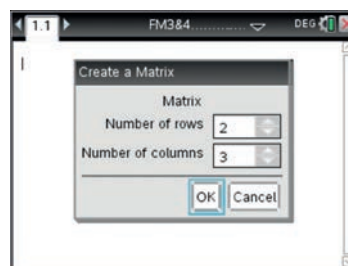 1.1 FM3&4............ DEG
Create a Matrix
Matrix
Number of rows 2
Number of columns 3
OK Cancel